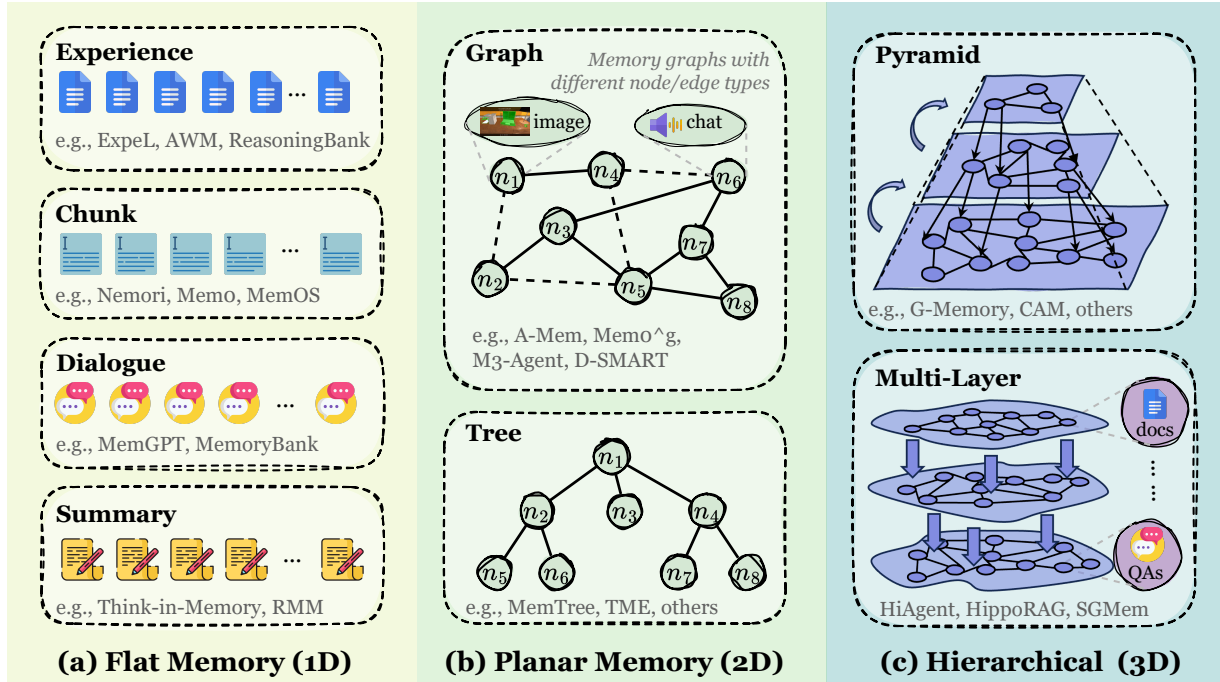 Experience
...
e.g., ExpeL, AWM, ReasoningBank
Chunk
...
e.g., Nemori, Mem0, MemOS
Dialogue
...
e.g., MemGPT, MemoryBank
Summary
...
e.g., Think-in-Memory, RMM
(a) Flat Memory (1D)
Graph
Memory graphs with
different node/edge types
image
chat
n1
n4
n6
n3
n7
n2
n5
n8
e.g., A-Mem, Mem0^g,
M3-Agent, D-SMART
Tree
n1
n2
n3
n4
n5
n6
n7
n8
e.g., MemTree, TME, others
(b) Planar Memory (2D)
Pyramid
e.g., G-Memory, CAM, others
Multi-Layer
docs
QAs
HiAgent, HippoRAG, SGMem
(c) Hierarchical (3D)